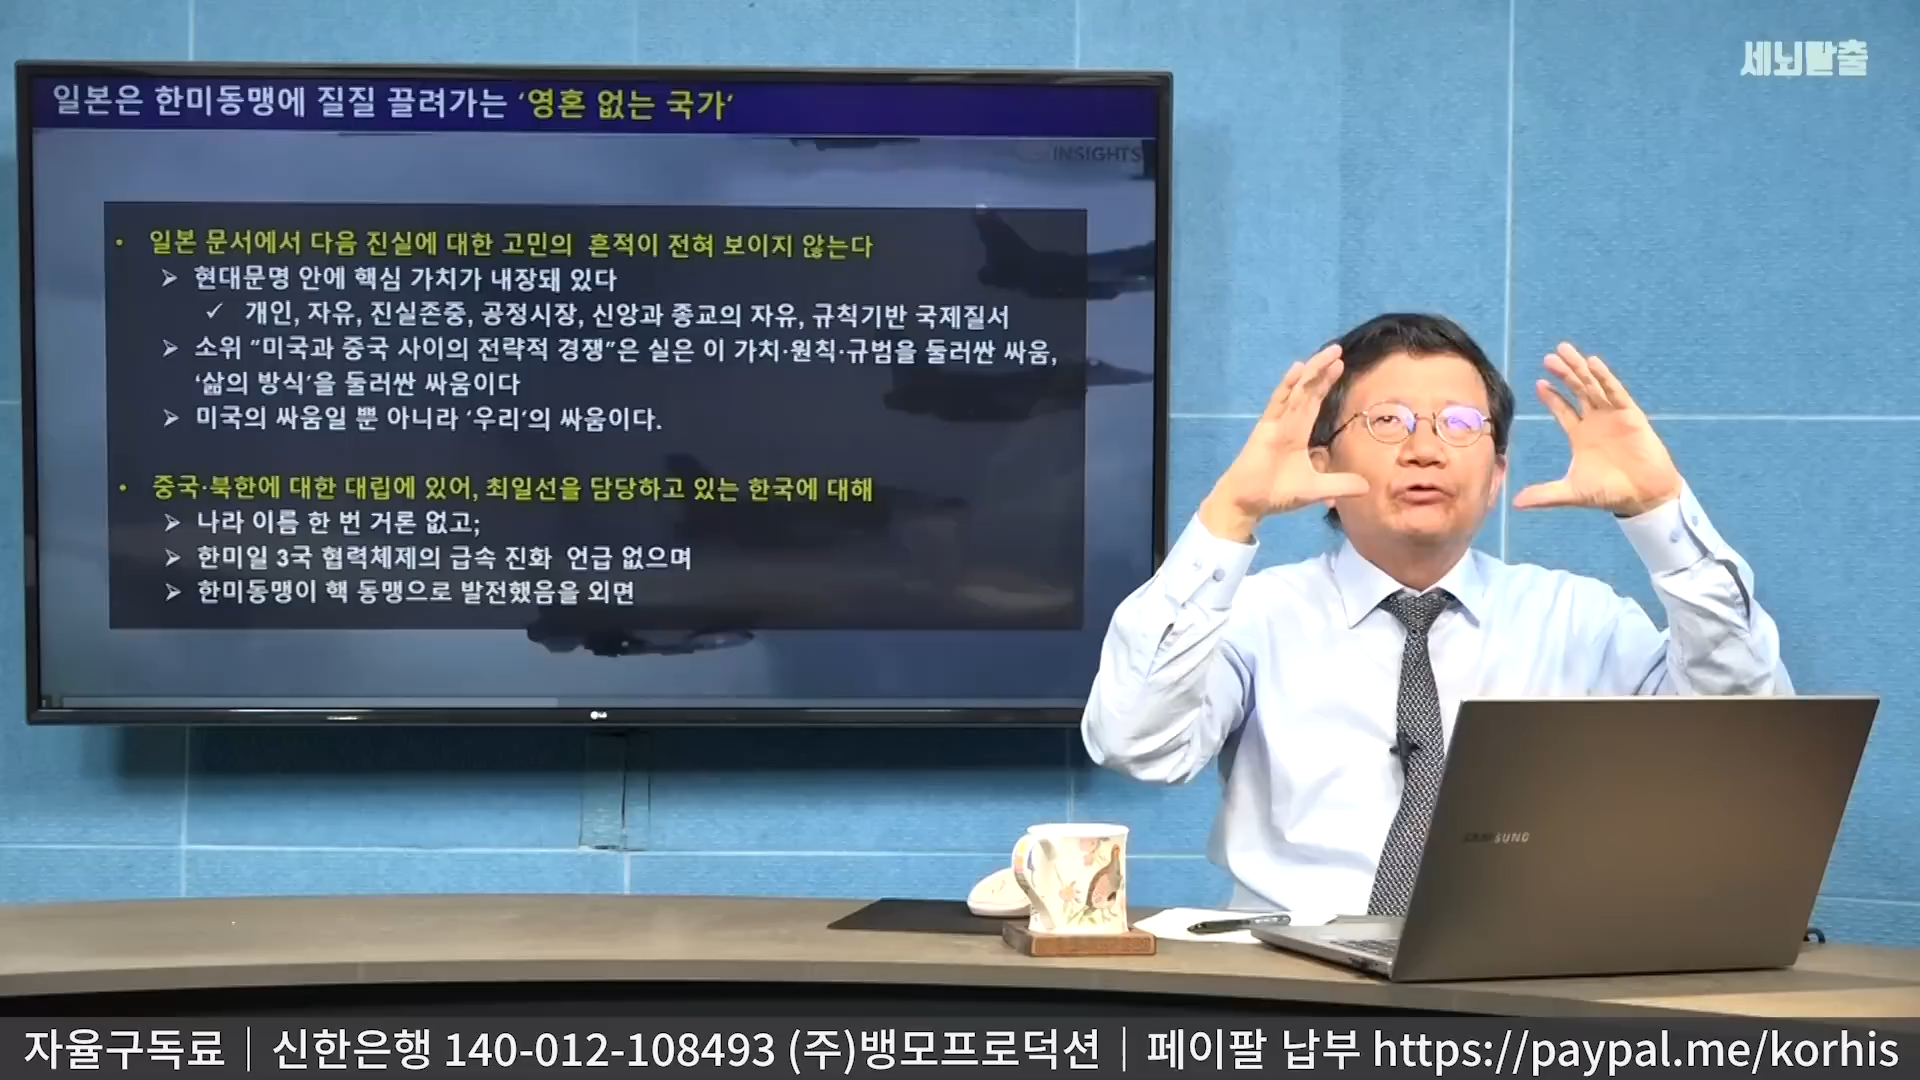 세뇌탈출
일본은 한미동맹에 질질 끌려가는 ‘영혼 없는 국가’
INSIGHTS
• 일본 문서에서 다음 진실에 대한 고민의 흔적이 전혀 보이지 않는다
➢ 현대문명 안에 핵심 가치가 내장돼 있다
✓ 개인, 자유, 진실존중, 공정시장, 신앙과 종교의 자유, 규칙기반 국제질서
➢ 소위 “미국과 중국 사이의 전략적 경쟁”은 실은 이 가치·원칙·규범을 둘러싼 싸움,
‘삶의 방식’을 둘러싼 싸움이다
➢ 미국의 싸움일 뿐 아니라 ‘우리’의 싸움이다.
• 중국·북한에 대한 대립에 있어, 최일선을 담당하고 있는 한국에 대해
➢ 나라 이름 한 번 거론 없고;
➢ 한미일 3국 협력체제의 급속 진화 언급 없으며
➢ 한미동맹이 핵 동맹으로 발전했음을 외면
LG
SAMSUNG
자율구독료｜신한은행 140-012-108493 (주)뱅모프로덕션｜페이팔 납부 https://paypal.me/korhis